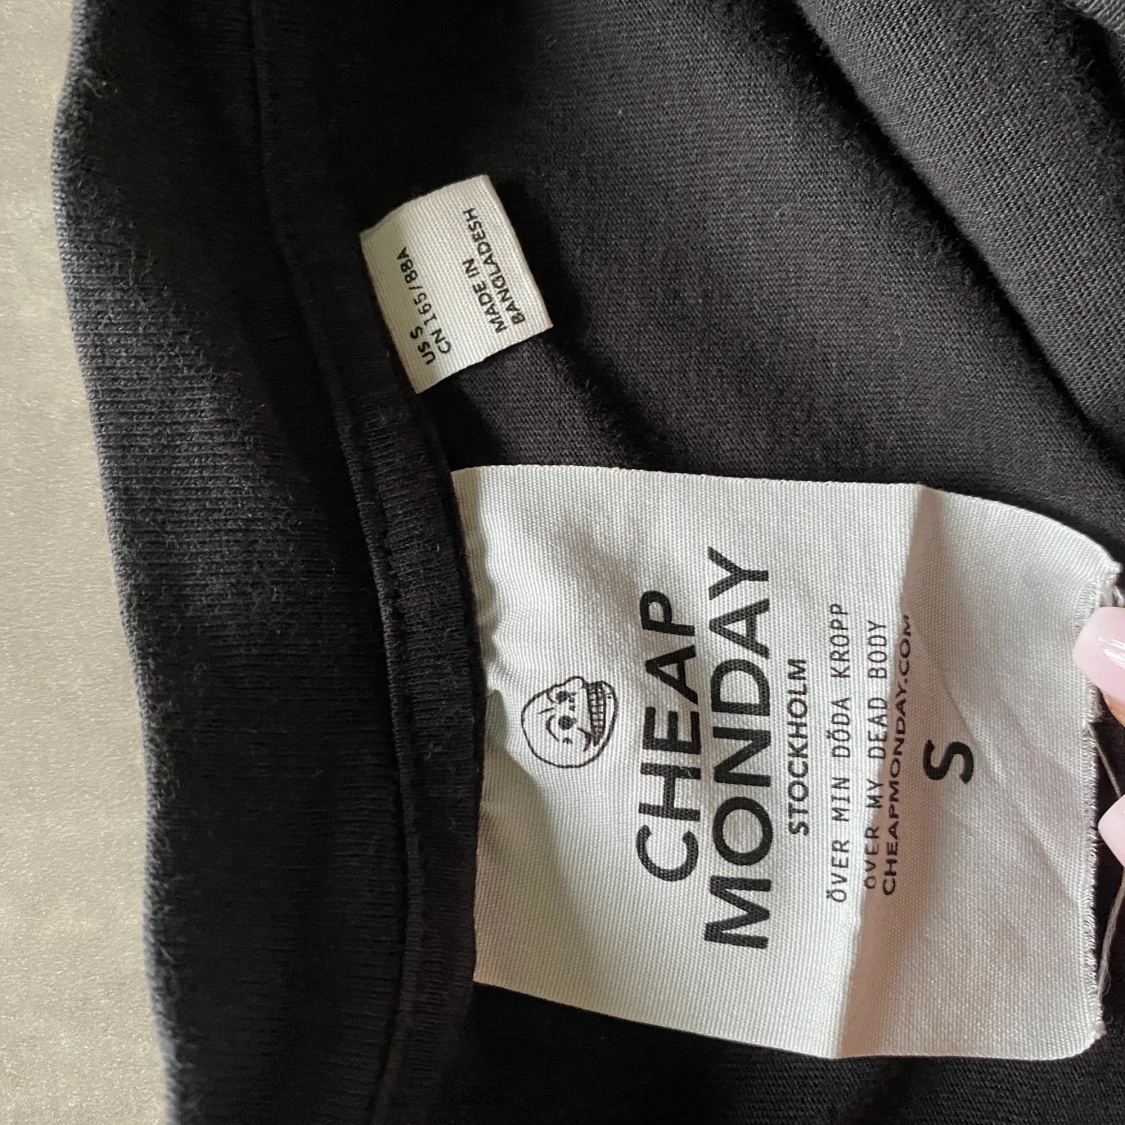 US S
CN 165/88A
MADE IN
BANGLADESH
CHEAP
MONDAY
STOCKHOLM
ÖVER MIN DÖDA KROPP
ÖVER MY DEAD BODY
CHEAPMONDAY.COM
S